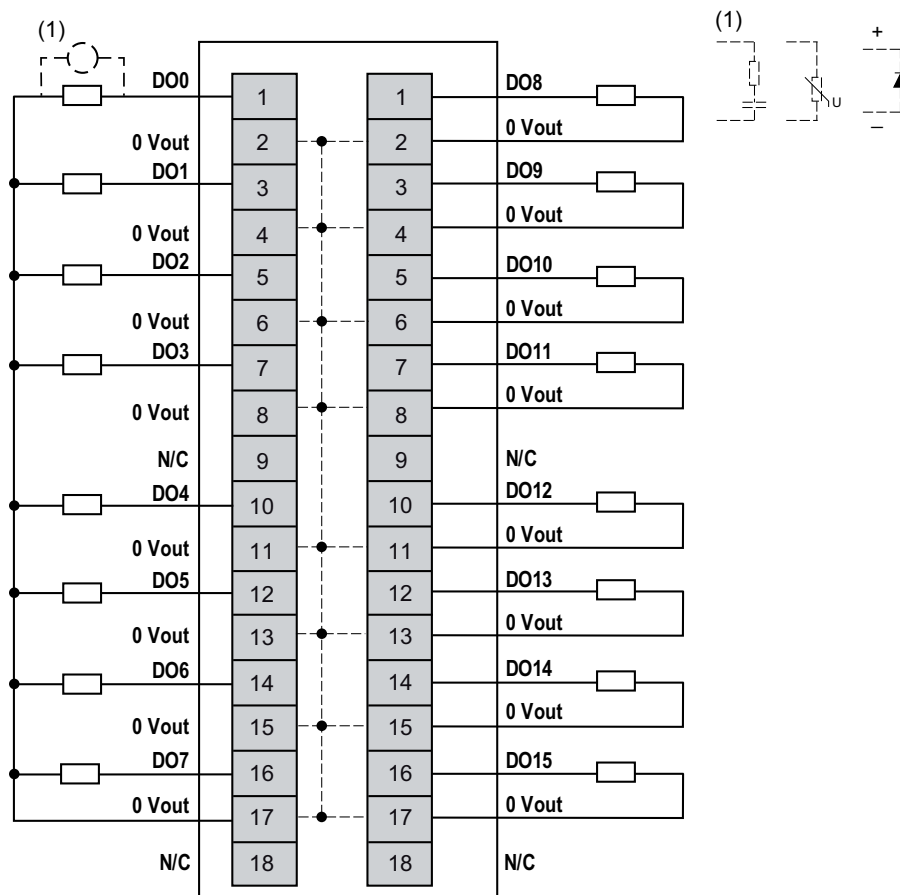 (1)
(1)
+
U
–
DO0 1 1 DO8
0 Vout 2 2 0 Vout
DO1 3 3 DO9
0 Vout 4 4 0 Vout
DO2 5 5 DO10
0 Vout 6 6 0 Vout
DO3 7 7 DO11
0 Vout 8 8 0 Vout
N/C 9 9 N/C
DO4 10 10 DO12
0 Vout 11 11 0 Vout
DO5 12 12 DO13
0 Vout 13 13 0 Vout
DO6 14 14 DO14
0 Vout 15 15 0 Vout
DO7 16 16 DO15
0 Vout 17 17 0 Vout
N/C 18 18 N/C